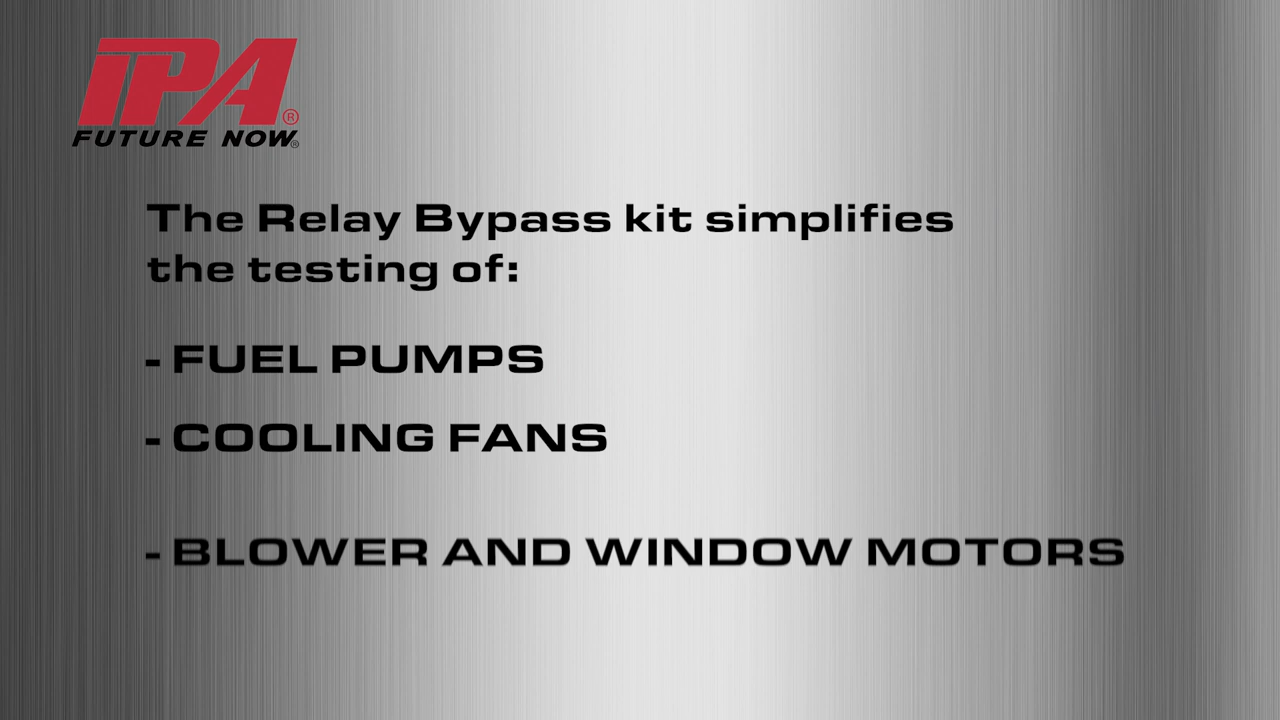 IPA®
FUTURE NOW®
The Relay Bypass kit simplifies
the testing of:
- FUEL PUMPS
- COOLING FANS
- BLOWER AND WINDOW MOTORS